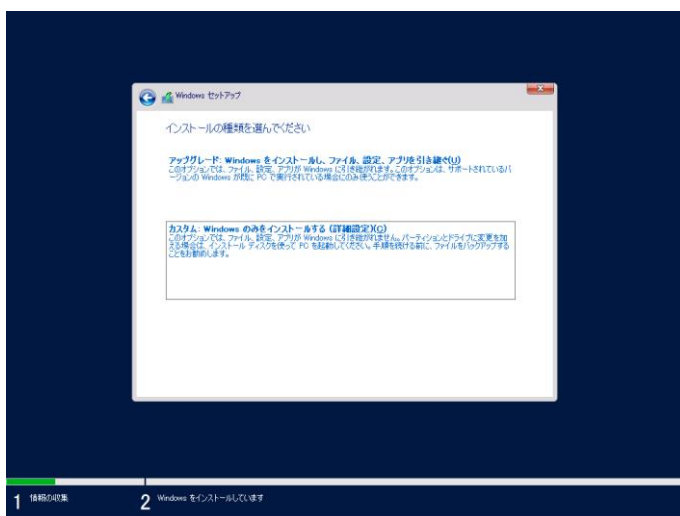 Windows セットアップ
インストールの種類を選んでください
アップグレード: Windows をインストールし、ファイル、設定、アプリを引き継ぐ(U)
このオプションでは、ファイル、設定、アプリが Windows に引き継がれます。このオプションは、サポートされているバ
ージョンの Windows が既に PC で実行されている場合にのみ使うことができます。
カスタム: Windows のみをインストールする (詳細設定)(C)
このオプションでは、ファイル、設定、アプリが Windows に引き継がれません。パーティションとドライブに変更を加
える場合は、インストール ディスクを使って PC を起動してください。手順を続ける前に、ファイルをバックアップする
ことをお勧めします。
1 情報の収集
2 Windows をインストールしています